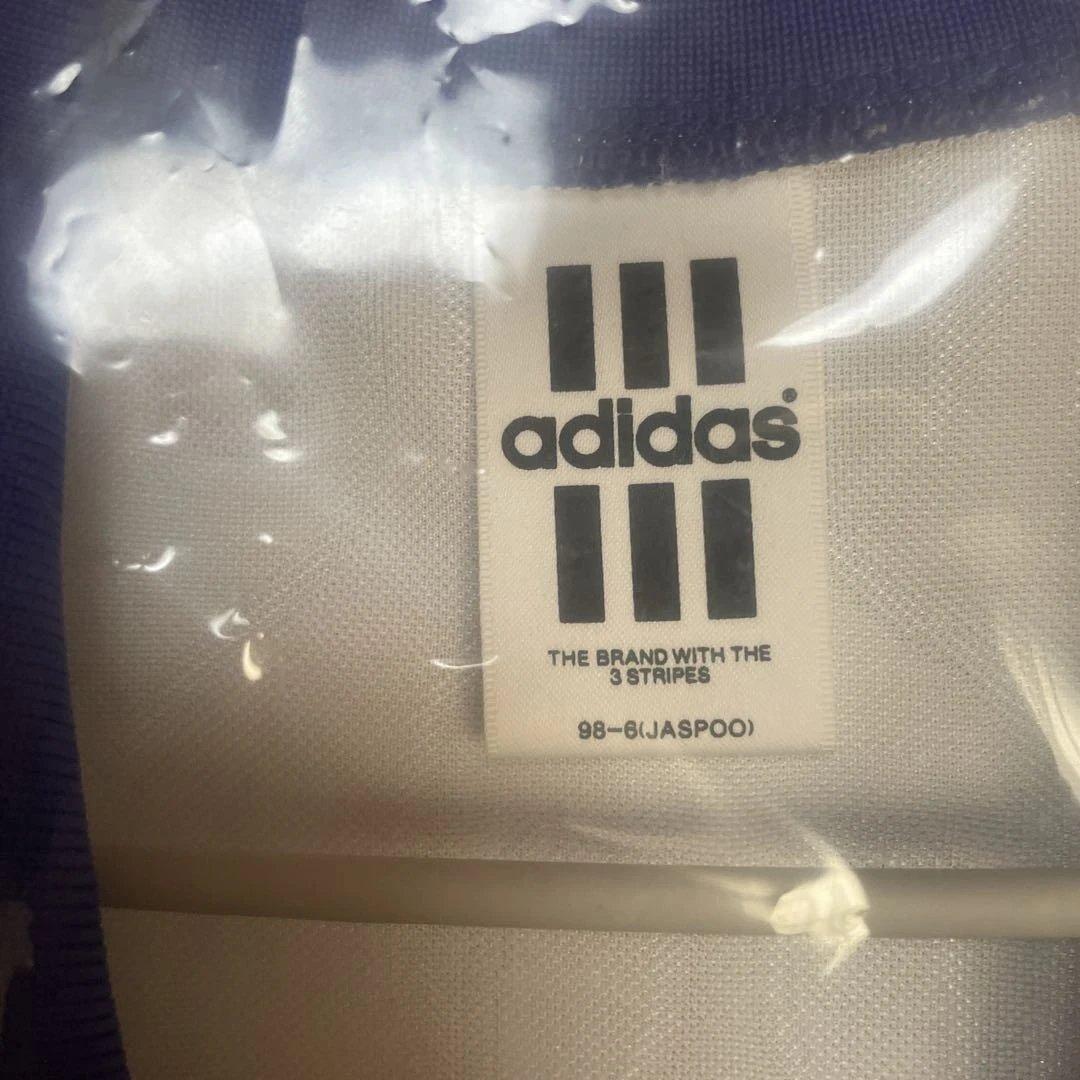 adidas®
THE BRAND WITH THE
3 STRIPES
98-6(JASPOO)